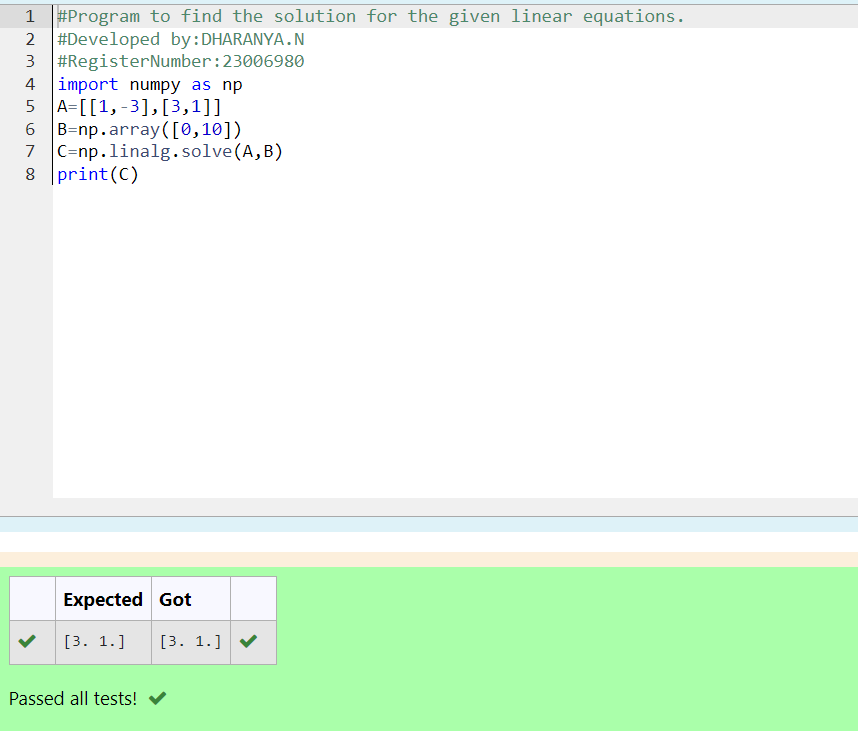 1 #Program to find the solution for the given linear equations.
2 #Developed by:DHARANYA.N
3 #RegisterNumber:23006980
4 import numpy as np
5 A=[[1,-3],[3,1]]
6 B=np.array([0,10])
7 C=np.linalg.solve(A,B)
8 print(C)
Expected Got
[3. 1.] [3. 1.]
Passed all tests!